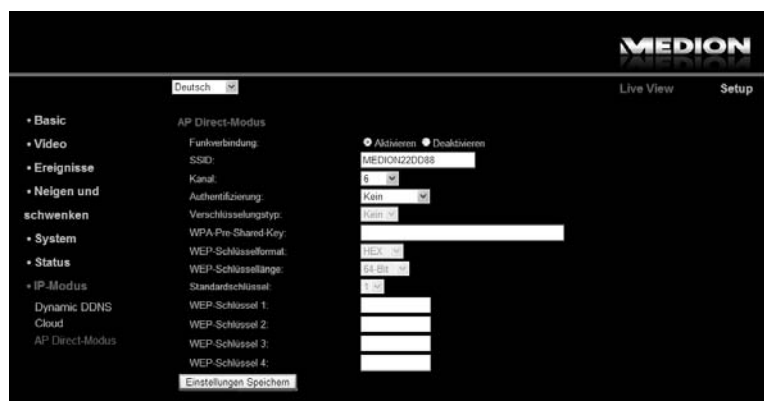 MEDION
Deutsch
Live View Setup
• Basic
• Video
• Ereignisse
• Neigen und
schwenken
• System
• Status
• IP-Modus
Dynamic DDNS
Cloud
AP Direct-Modus
AP Direct-Modus
Funkverbindung: Aktivieren Deaktivieren
SSID: MEDION22DD88
Kanal: 6
Authentifizierung: Kein
Verschlüsselungstyp: Kein
WPA-Pre-Shared-Key:
WEP-Schlüsselformat: HEX
WEP-Schlüssellänge: 64-Bit
Standardschlüssel: 1
WEP-Schlüssel 1:
WEP-Schlüssel 2:
WEP-Schlüssel 3:
WEP-Schlüssel 4:
Einstellungen Speichern